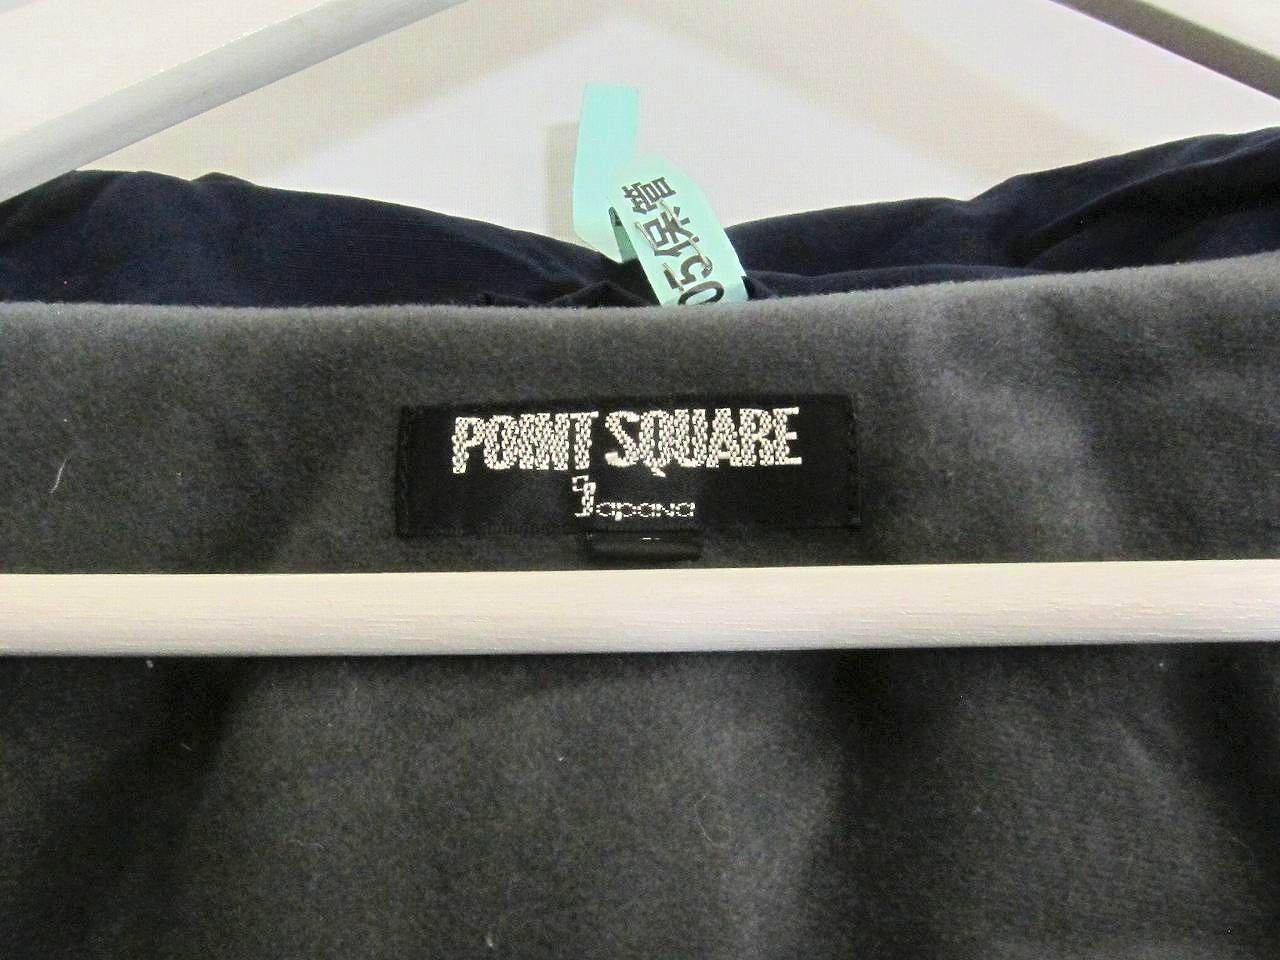 05保管
POINT SQUARE
Japana